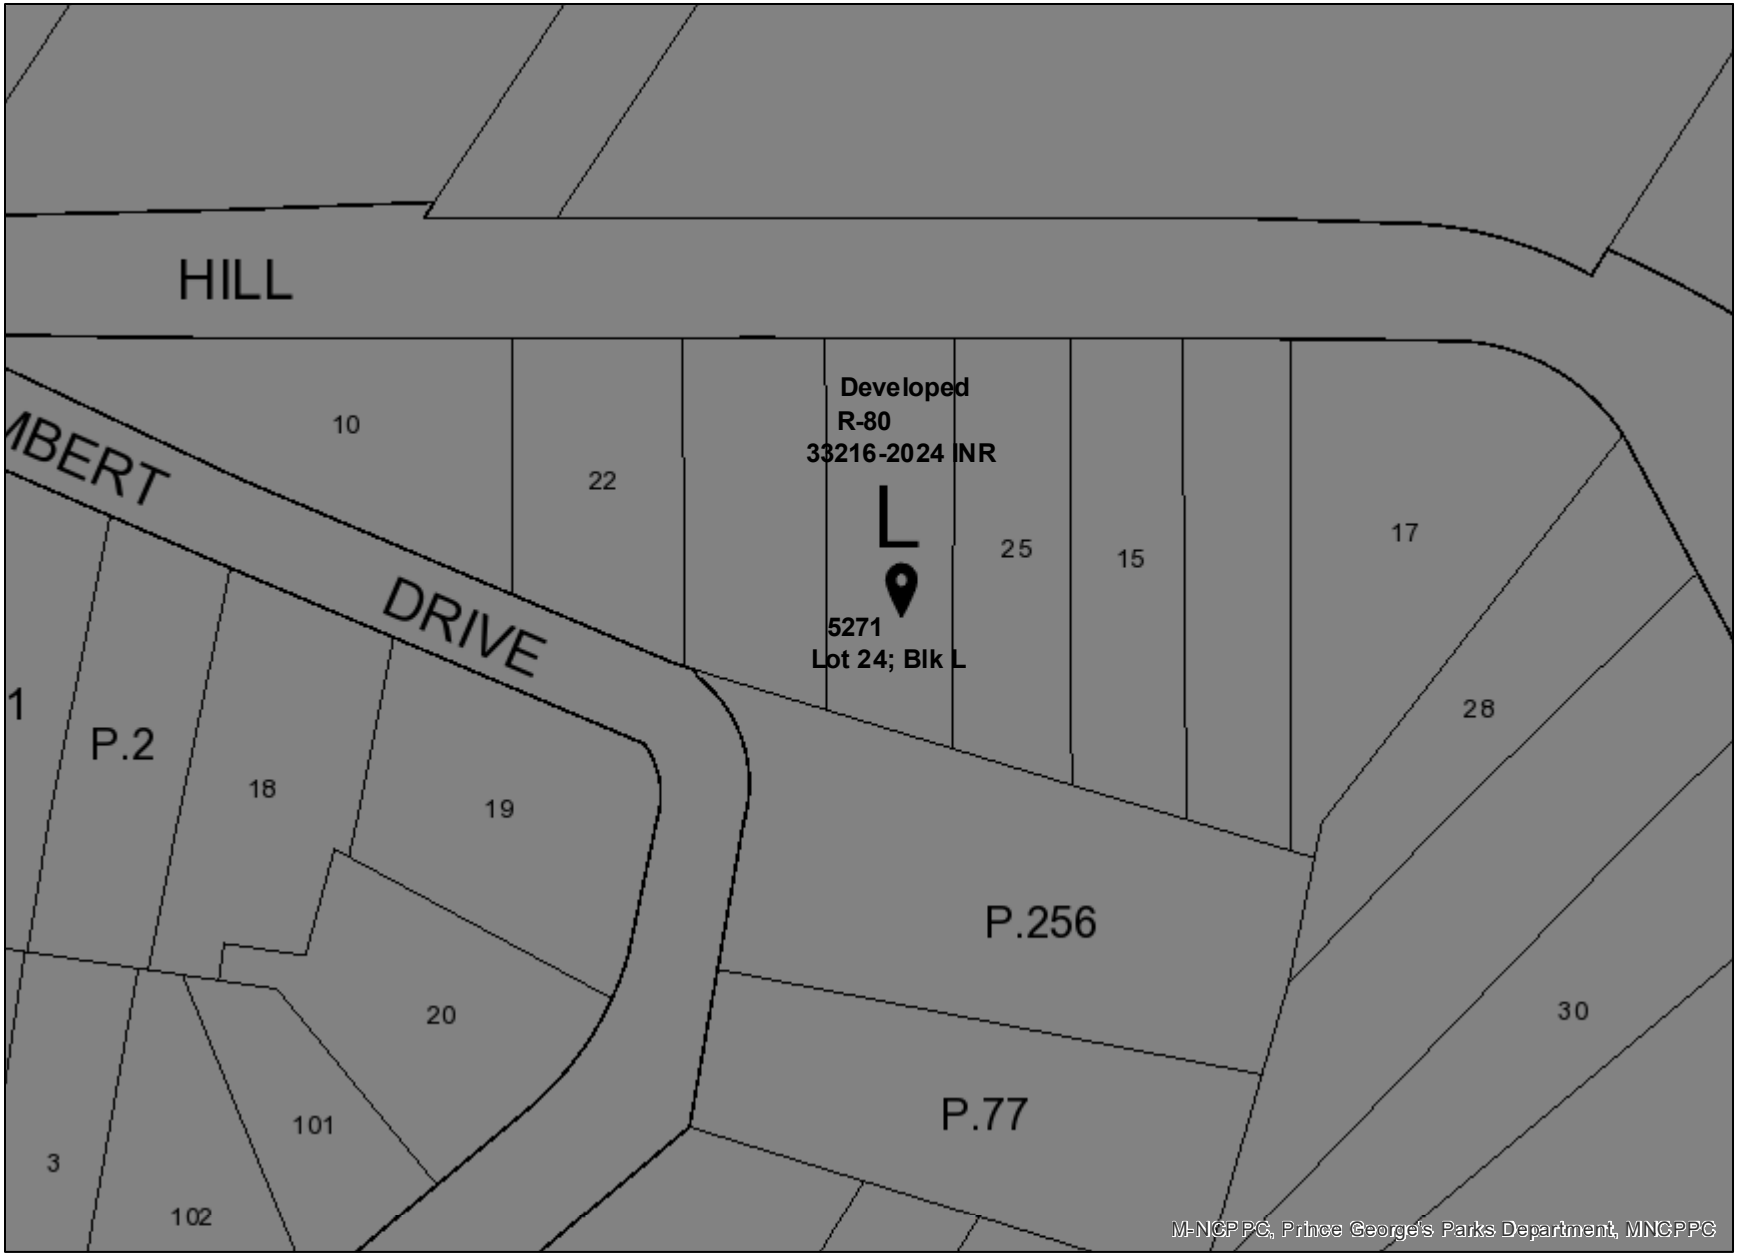 HILL
Developed
R-80
33216-2024 INR
10
MBERT
22
L
25
15
17
DRIVE
5271
Lot 24; Blk L
1
P.2
28
18
19
P.256
20
30
P.77
101
3
102
M-NCPPC, Prince George's Parks Department, MNCPPC